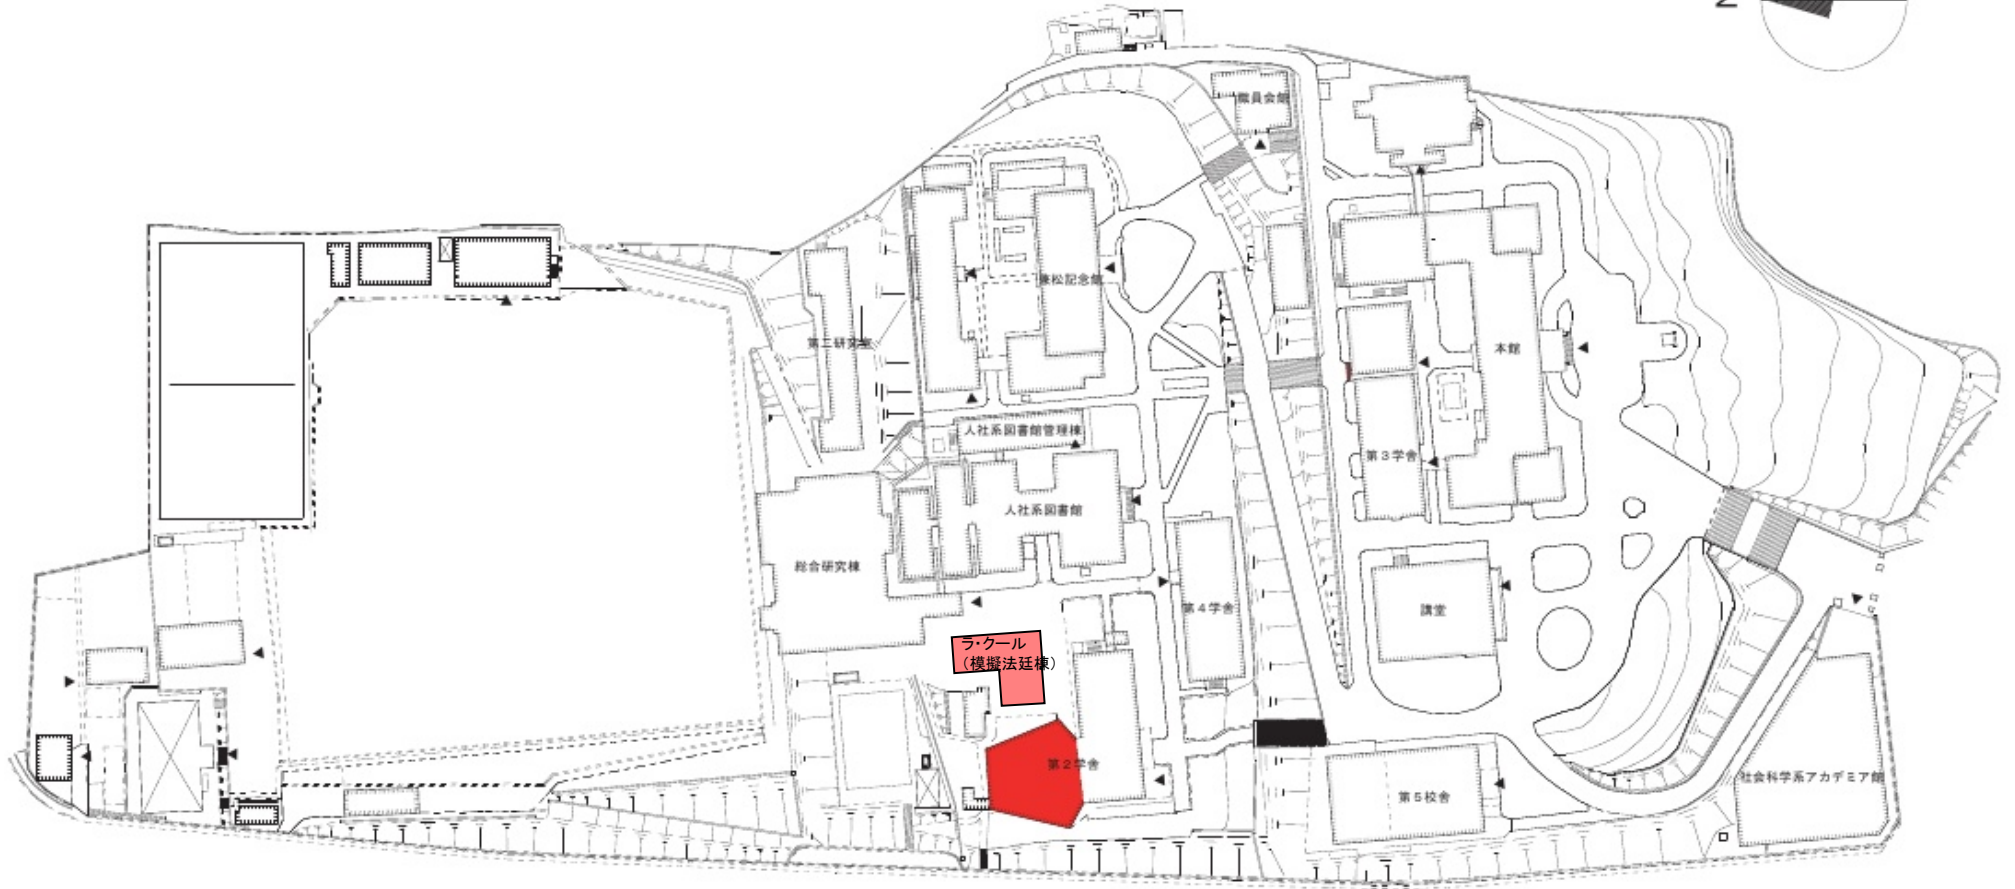 N
職員会館
兼松記念館
第二研究室
本館
人社系図書館管理棟
第3学舎
人社系図書館
総合研究棟
第4学舎
講堂
ラ・クール
（模擬法廷棟）
第2学舎
社会科学系アカデミア館
第5校舎